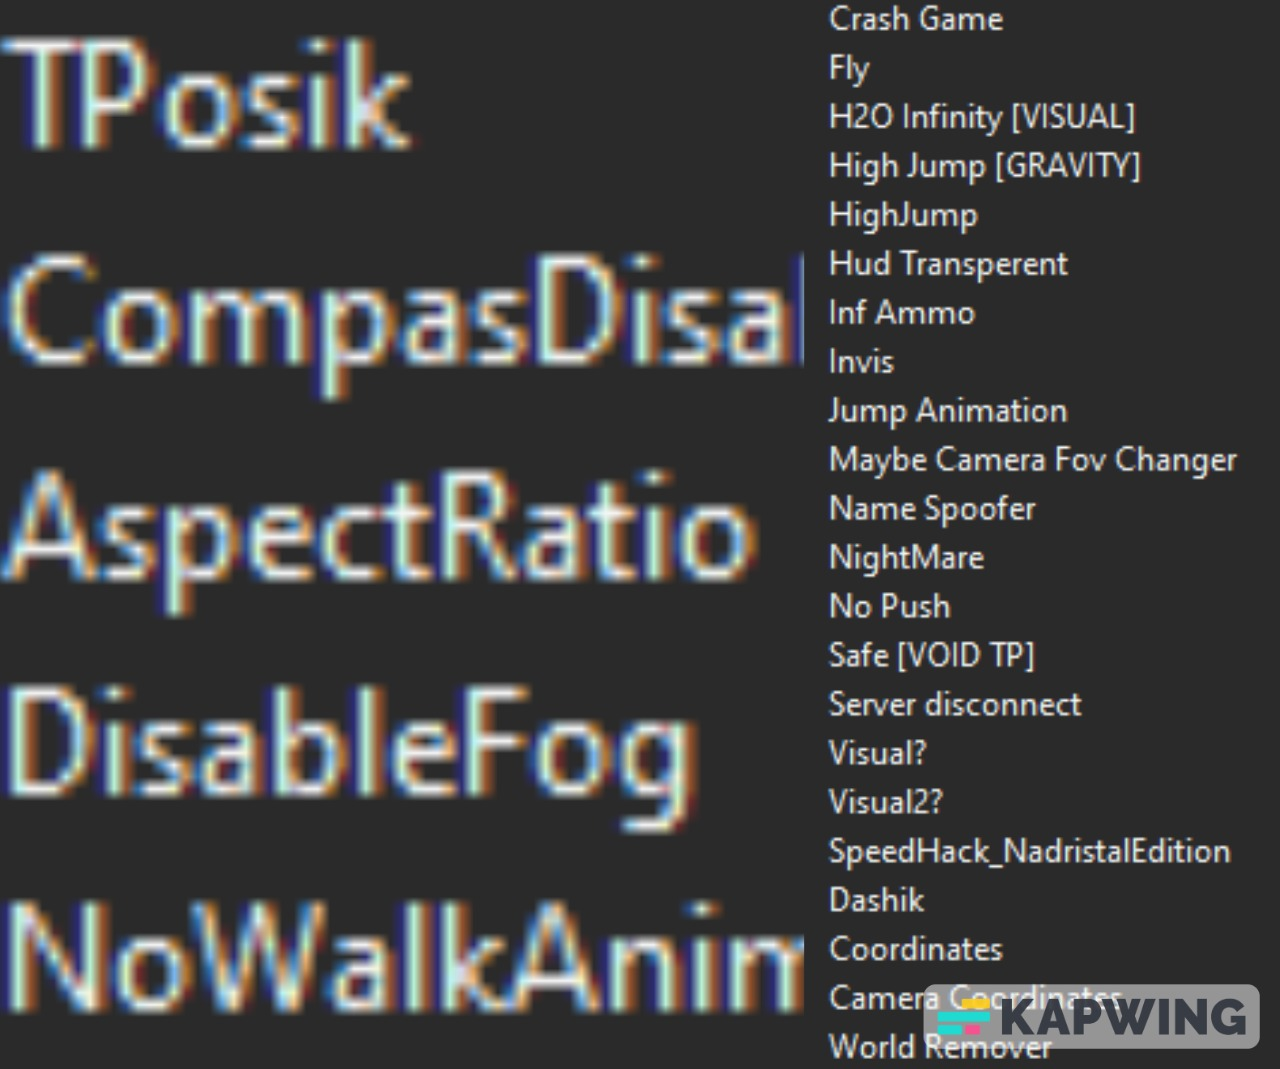 TPosik
CompasDisa
AspectRatio
DisableFog
NoWalkAnim
Crash Game
Fly
H2O Infinity [VISUAL]
High Jump [GRAVITY]
HighJump
Hud Transperent
Inf Ammo
Invis
Jump Animation
Maybe Camera Fov Changer
Name Spoofer
NightMare
No Push
Safe [VOID TP]
Server disconnect
Visual?
Visual2?
SpeedHack_NadristalEdition
Dashik
Coordinates
Camera Coordinates
KAPWING
World Remover